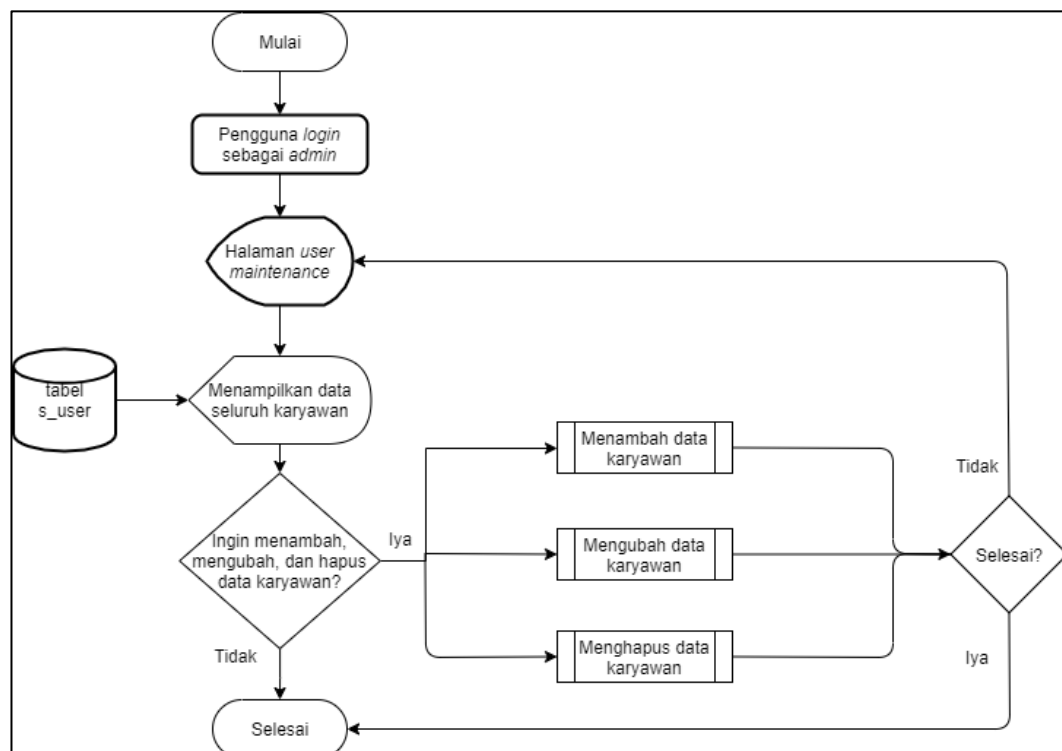 Mulai
Pengguna login
sebagai admin
Halaman user
maintenance
tabel
s_user
Menampilkan data
seluruh karyawan
Ingin menambah,
mengubah, dan hapus
data karyawan?
Iya
Tidak
Menambah data
karyawan
Mengubah data
karyawan
Menghapus data
karyawan
Tidak
Selesai?
Iya
Selesai